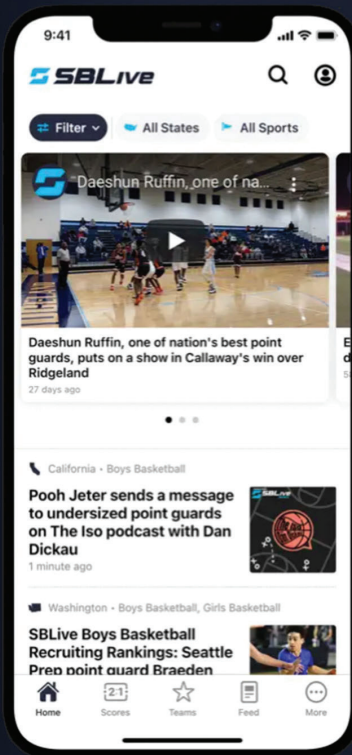 9:41
SBLIVE
Filter
All States
All Sports
"Daeshun Ruffin, one of na...
Daeshun Ruffin, one of nation's best point
guards, puts on a show in Callaway's win over
Ridgeland
27 days ago
E
d
California • Boys Basketball
Pooh Jeter sends a message
to undersized point guards
on The Iso podcast with Dan
Dickau
1 minute ago
SBLIVE
Washington • Boys Basketball, Girls Basketball
SBLive Boys Basketball
Recruiting Rankings: Seattle
Prep point guard Braeden
2:1
Home
Scores
Teams
Feed
More